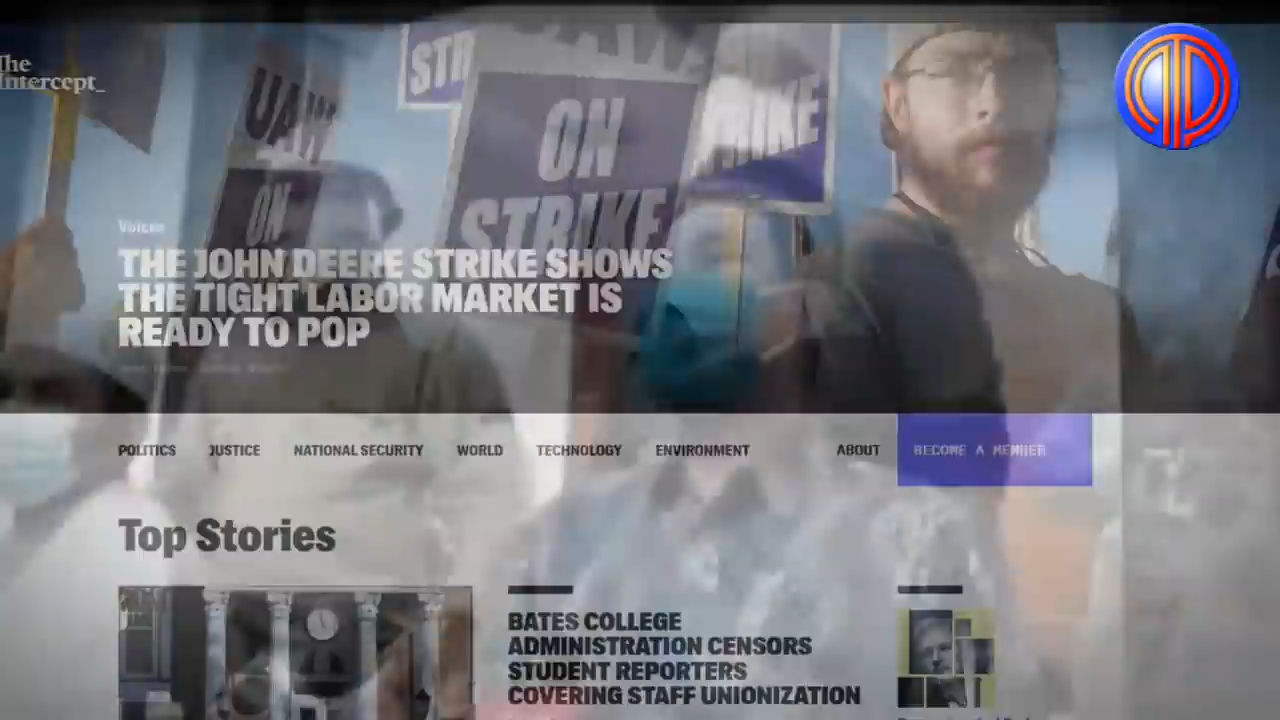 The
Intercept_
STRI
UAW
ON
UAW
ON
STRIKE
STRIKE
Voices
THE JOHN DEERE STRIKE SHOWS
THE TIGHT LABOR MARKET IS
READY TO POP
POLITICS JUSTICE NATIONAL SECURITY WORLD TECHNOLOGY ENVIRONMENT ABOUT BECOME A MEMBER
Top Stories
BATES COLLEGE
ADMINISTRATION CENSORS
STUDENT REPORTERS
COVERING STAFF UNIONIZATION